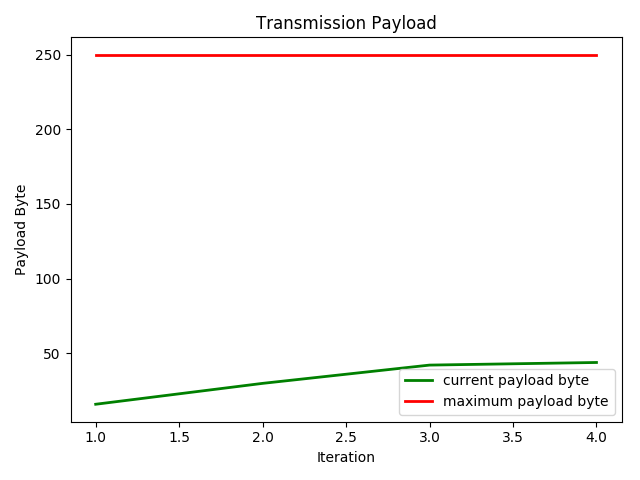 Transmission Payload
Payload Byte
250
200
150
100
50
current payload byte
maximum payload byte
1.0 1.5 2.0 2.5 3.0 3.5 4.0
Iteration